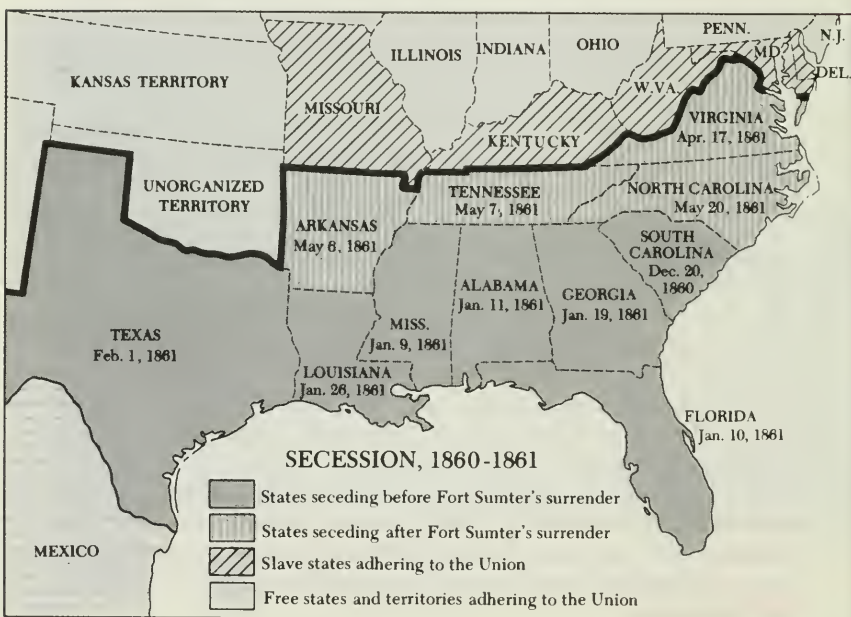 PENN.
N.J.
ILLINOIS
INDIANA
OHIO
MD.
DEL.
KANSAS TERRITORY
W.VA.
MISSOURI
VIRGINIA
Apr. 17, 1861
KENTUCKY
UNORGANIZED
TERRITORY
TENNESSEE
May 7, 1861
NORTH CAROLINA
May 20, 1861
ARKANSAS
May 6, 1861
SOUTH
CAROLINA
Dec. 20,
1860
ALABAMA
Jan. 11, 1861
GEORGIA
Jan. 19, 1861
MISS.
Jan. 9, 1861
TEXAS
Feb. 1, 1861
LOUISIANA
Jan. 26, 1861
FLORIDA
Jan. 10, 1861
SECESSION, 1860-1861
States seceding before Fort Sumter's surrender
States seceding after Fort Sumter's surrender
MEXICO
Slave states adhering to the Union
Free states and territories adhering to the Union